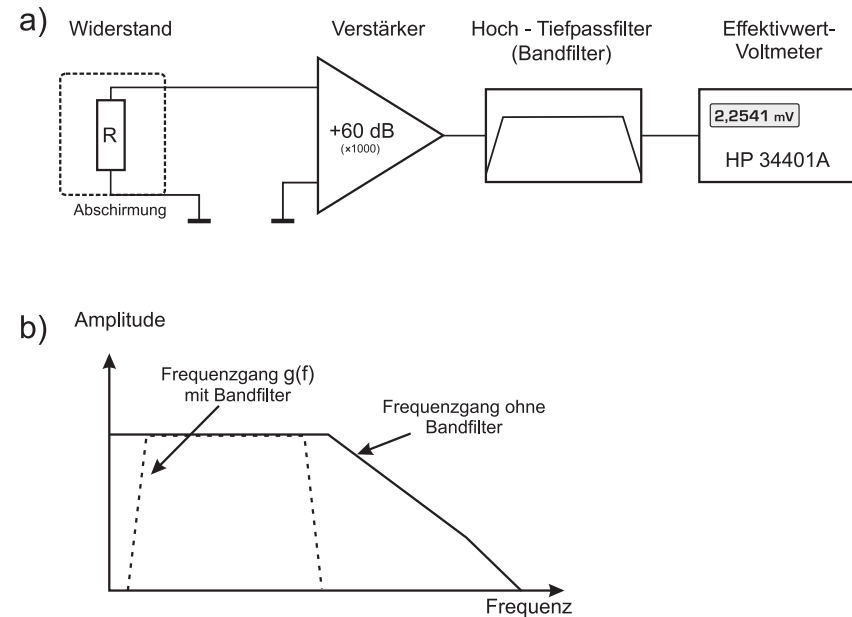 a)
Widerstand
Verstärker
Hoch - Tiefpassfilter
(Bandfilter)
Effektivwert-
Voltmeter
R
+60 dB
(x1000)
2,2541 mV
HP 34401A
Abschirmung
b)
Amplitude
Frequenzgang g(f)
mit Bandfilter
Frequenzgang ohne
Bandfilter
Frequenz